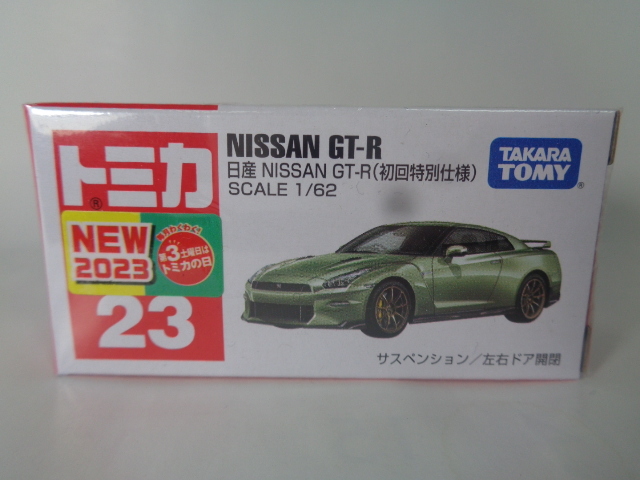 トミカ
®
NEW
2023
毎月わくわく
第3土曜日は
トミカの日
23
NISSAN GT-R
日産 NISSAN GT-R(初回特別仕様)
SCALE 1/62
TAKARA
TOMY
®
サスペンション/左右ドア開閉